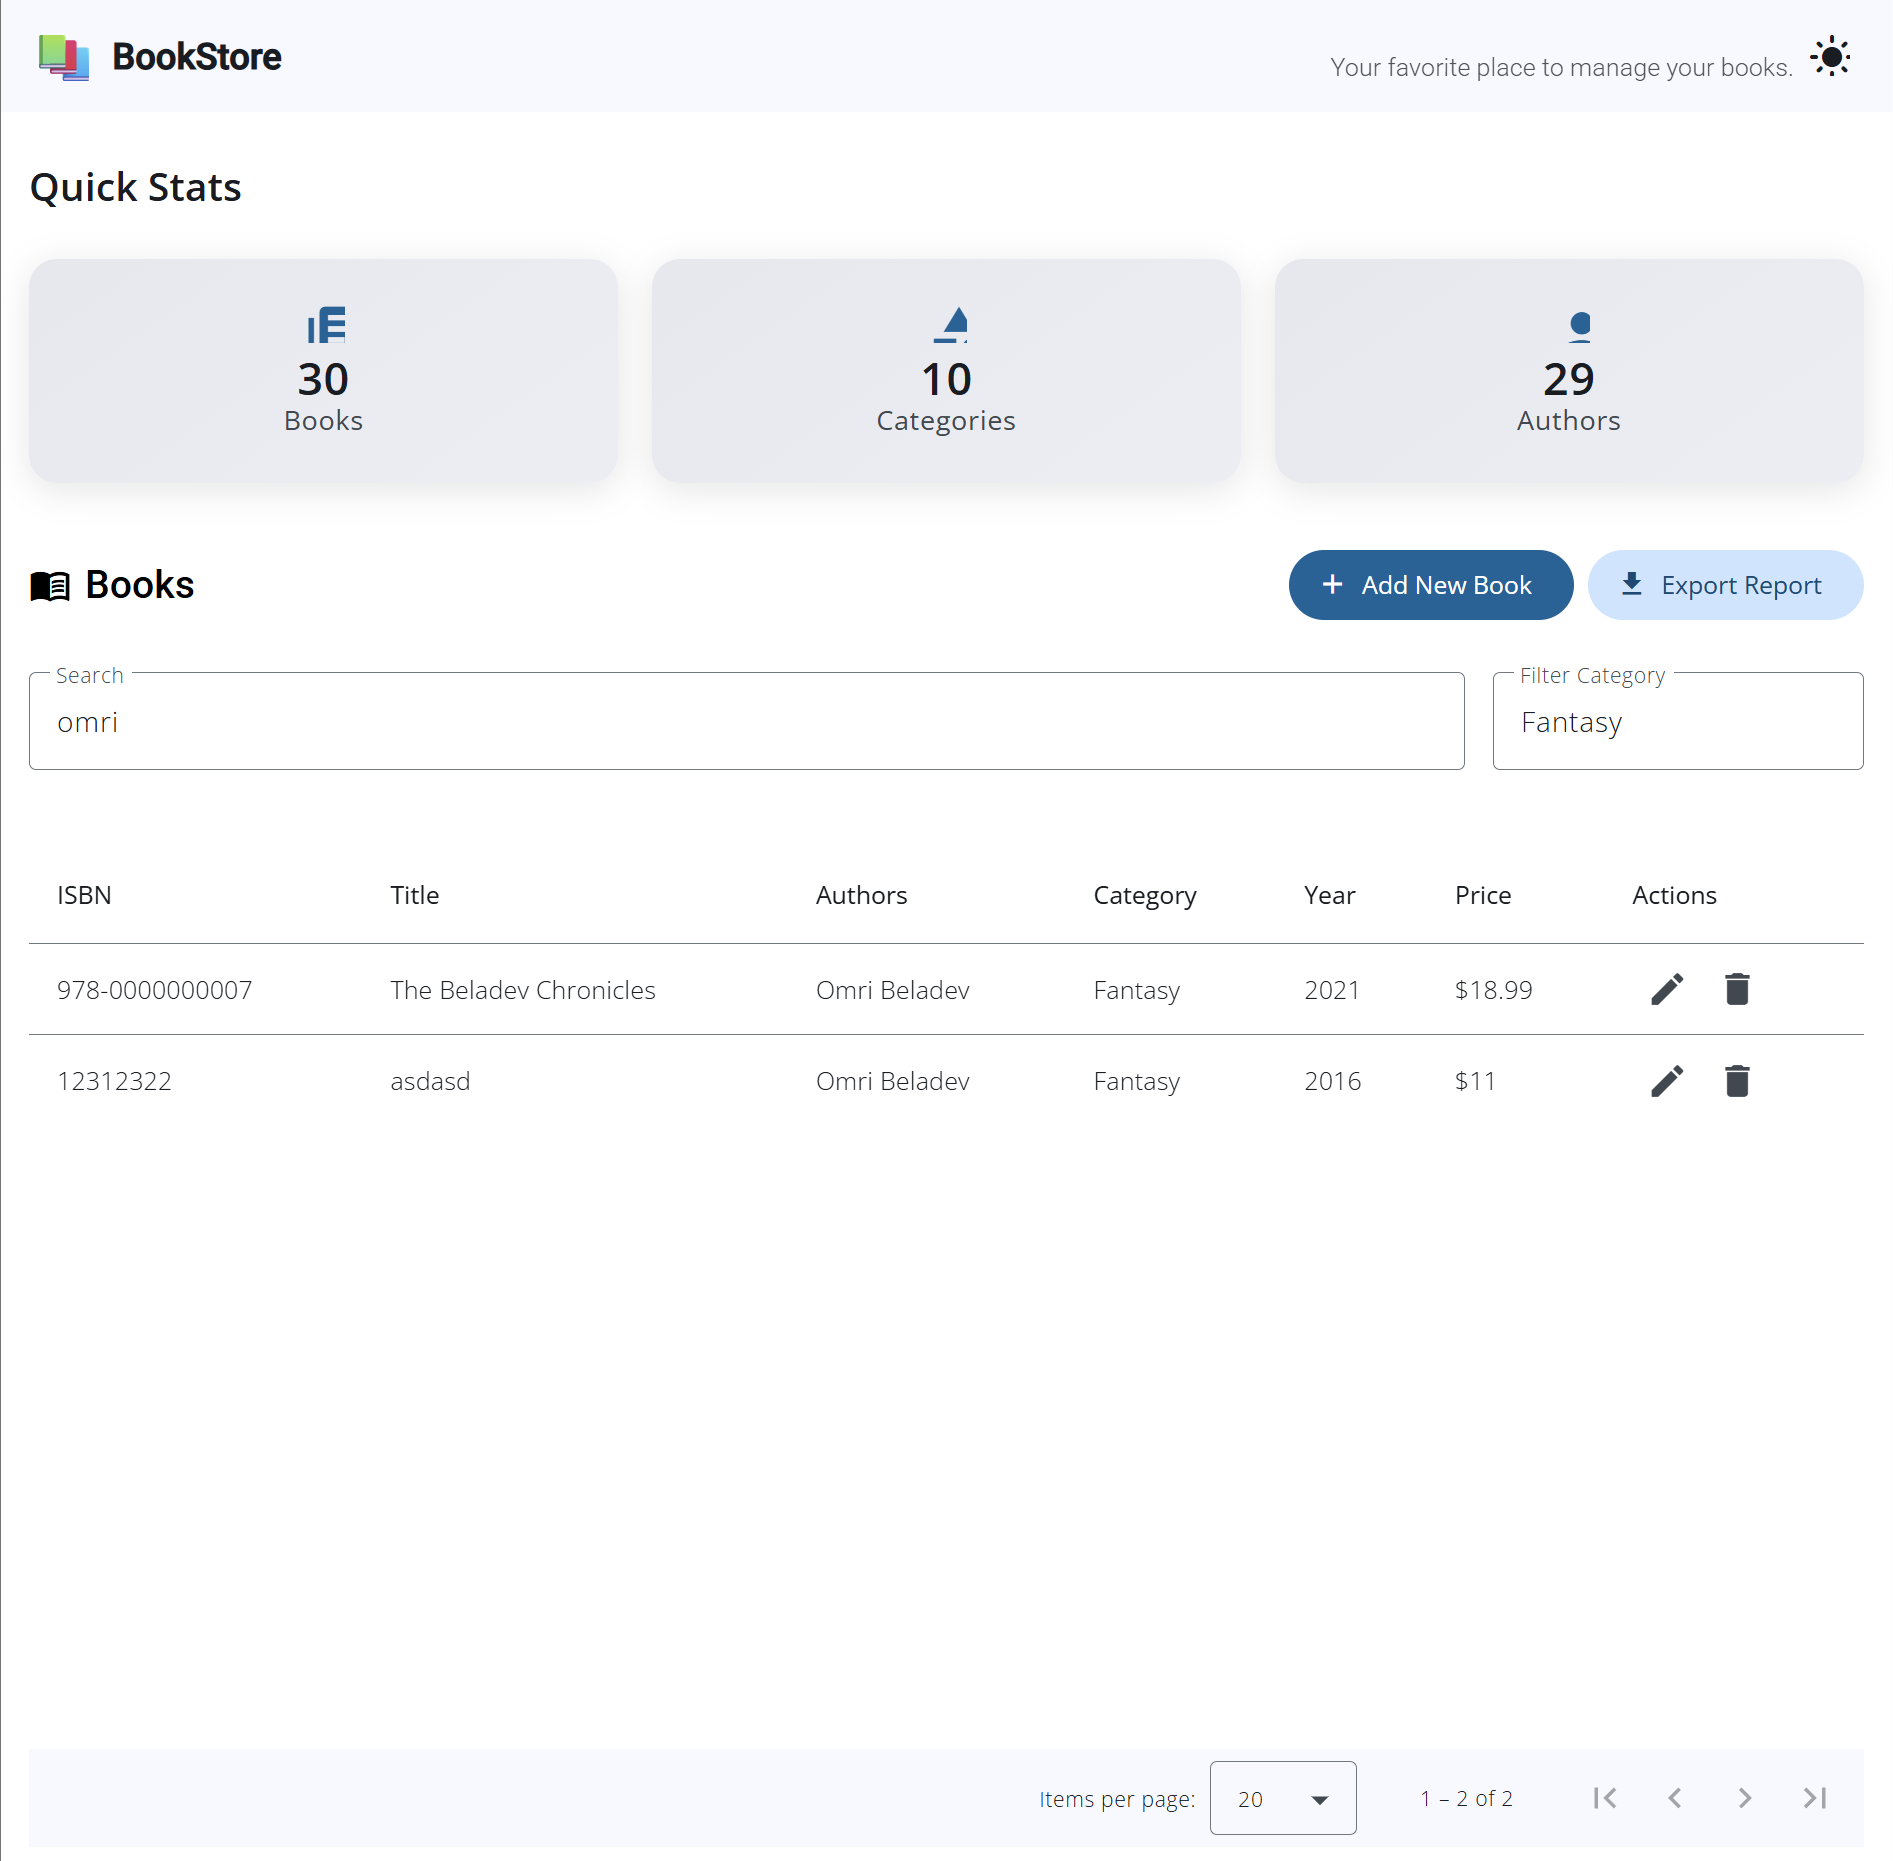 BookStore
Your favorite place to manage your books.
Quick Stats
30
Books
10
Categories
29
Authors
Books
Add New Book
Export Report
Search
omri
Filter Category
Fantasy
ISBN Title Authors Category Year Price Actions
978-0000000007 The Beladev Chronicles Omri Beladev Fantasy 2021 $18.99
12312322 asdasd Omri Beladev Fantasy 2016 $11
Items per page: 20 1 – 2 of 2